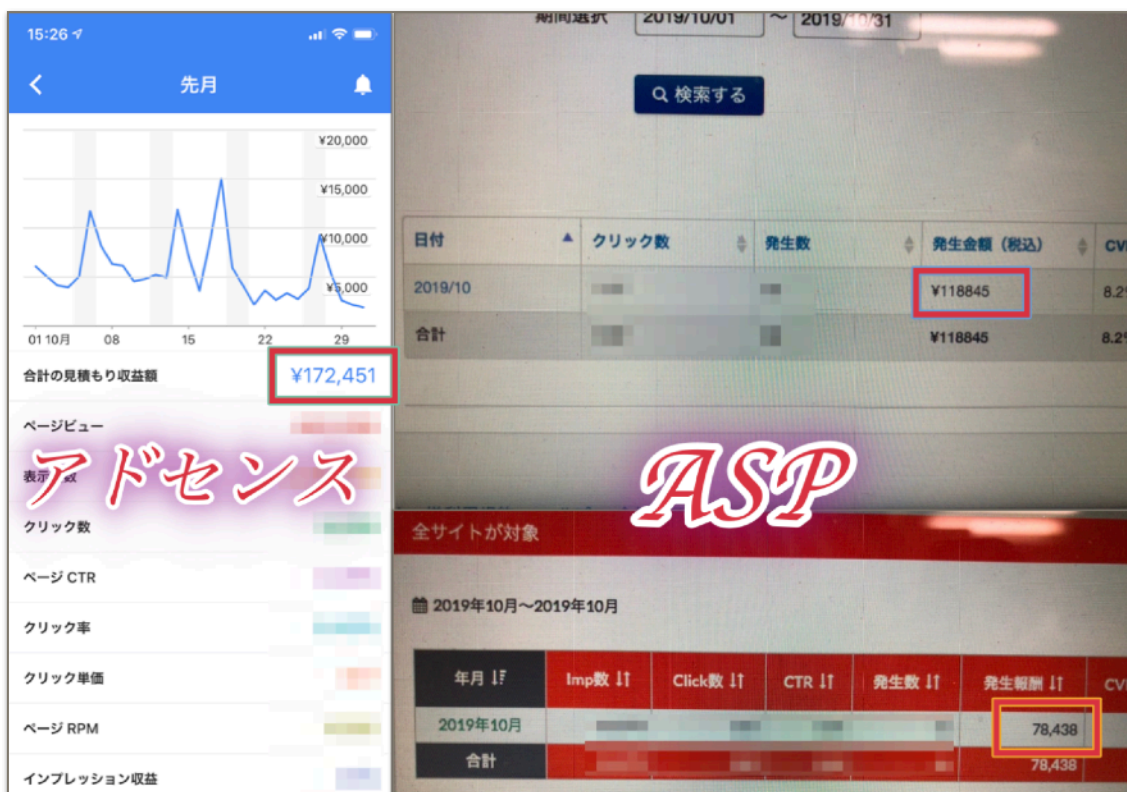 15:26
先月
¥20,000
¥15,000
¥10,000
¥5,000
01 10月 08 15 22 29
合計の見積もり収益額 ¥172,451
ページビュー
表示 数
クリック数
ページ CTR
クリック率
クリック単価
ページ RPM
インプレッション収益
アドセンス
期間選択 2019/10/01 ~ 2019/10/31
検索する
日付 クリック数 発生数 発生金額（税込）
2019/10 ¥118845
合計 ¥118845
ASP
全サイトが対象
2019年10月～2019年10月
年月 Imp数 Click数 CTR 発生数 発生報酬
2019年10月 78,438
合計 78,438